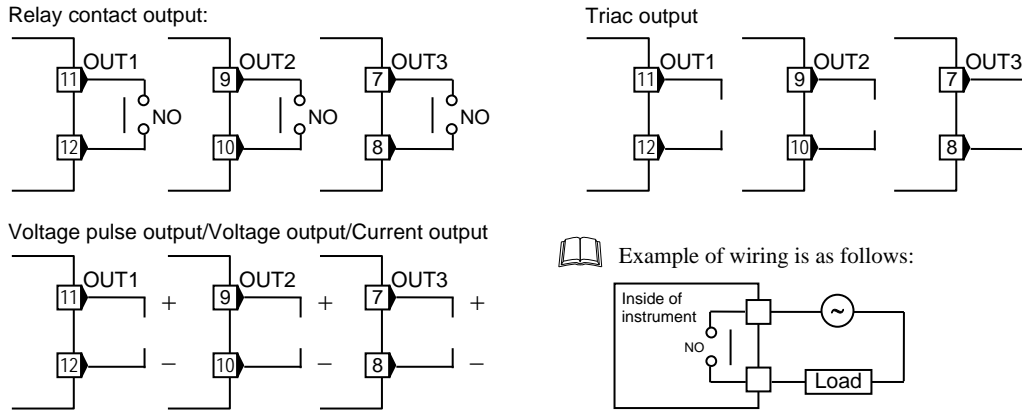 Relay contact output:
OUT1
11
NO
12
OUT2
9
NO
10
OUT3
7
NO
8
Triac output
OUT1
11
12
OUT2
9
10
OUT3
7
8
Voltage pulse output/Voltage output/Current output
OUT1
11 +
12 −
OUT2
9 +
10 −
OUT3
7 +
8 −
Example of wiring is as follows:
Inside of
instrument
NO
~
Load